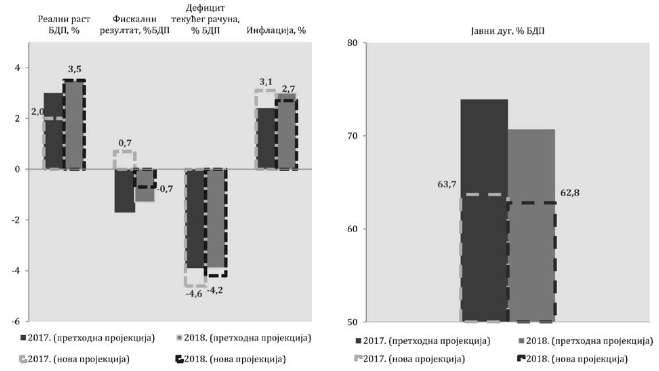 Реални раст
БДП, %
Фискални
резултат, %БДП
Дефицит
текућег рачуна,
% БДП
Инфлација, %
4
2
0
-2
-4
-6
2,0
3,5
0,7
-0,7
-4,6
-4,2
3,1
2,7
2017. (претходна пројекција)
2018. (претходна пројекција)
2017. (нова пројекција)
2018. (нова пројекција)
Јавни дуг, % БДП
80
70
60
50
63,7
62,8
2017. (претходна пројекција)
2018. (претходна пројекција)
2017. (нова пројекција)
2018. (нова пројекција)